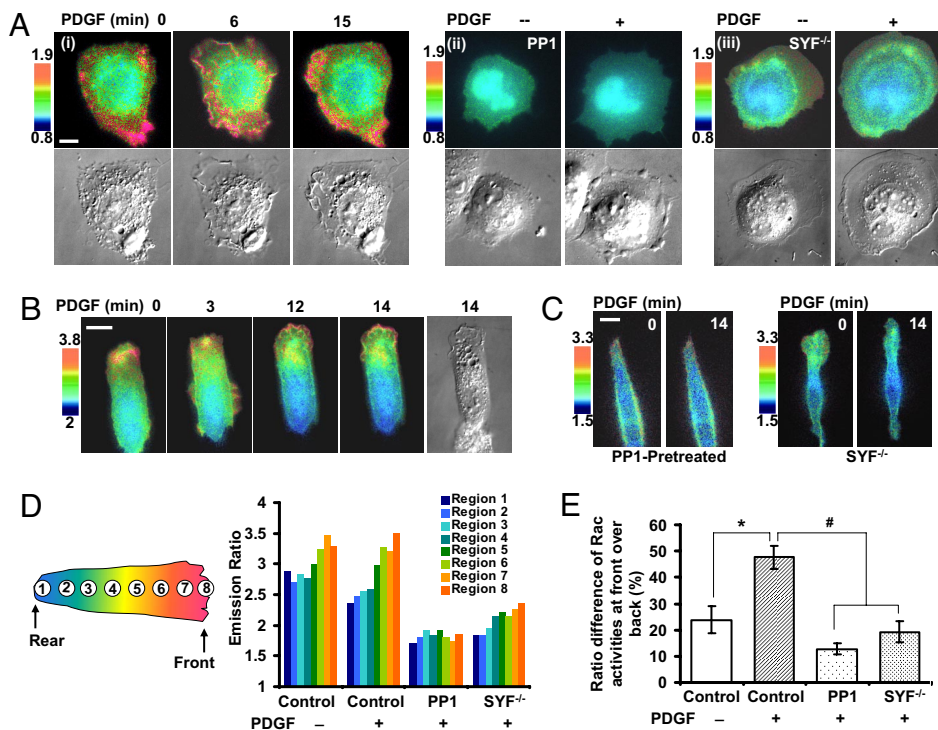 A
PDGF (min) 0 6 15
PDGF -- +
PDGF -- +
(i)
(ii) PP1
(iii) SYF-/-
1.9
0.8
1.9
0.8
1.9
0.8
B
PDGF (min) 0 3 12 14 14
3.8
2
C
PDGF (min)
0 14
3.3
1.5
PP1-Pretreated
PDGF (min)
0 14
3.3
1.5
SYF-/-
D
1 2 3 4 5 6 7 8
Rear
Front
Emission Ratio
4
3.5
3
2.5
2
1.5
1
Region 1
Region 2
Region 3
Region 4
Region 5
Region 6
Region 7
Region 8
Control Control PP1 SYF-/-
PDGF – + + +
E
Ratio difference of Rac
activities at front over
back (%)
60
50
40
30
20
10
0
* #
Control Control PP1 SYF-/-
PDGF – + + +